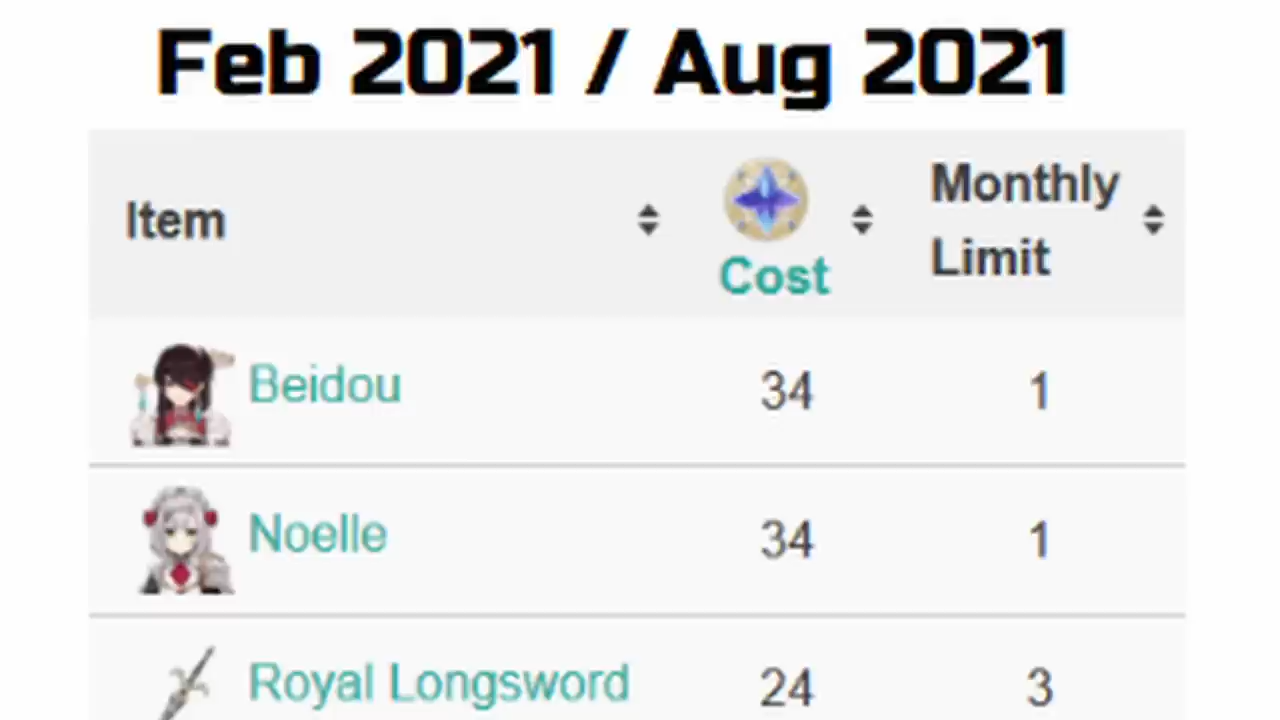 Feb 2021 / Aug 2021
Item Cost Monthly Limit
Beidou 34 1
Noelle 34 1
Royal Longsword 24 3